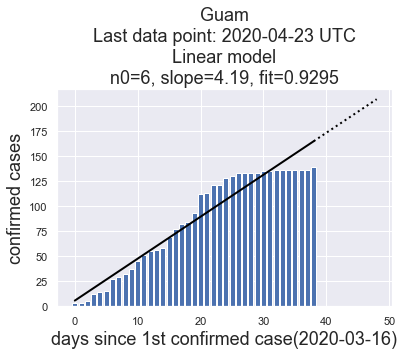 Guam
Last data point: 2020-04-23 UTC
Linear model
n0=6, slope=4.19, fit=0.9295
200
175
150
125
100
75
50
25
0
confirmed cases
0 10 20 30 40 50
days since 1st confirmed case(2020-03-16)